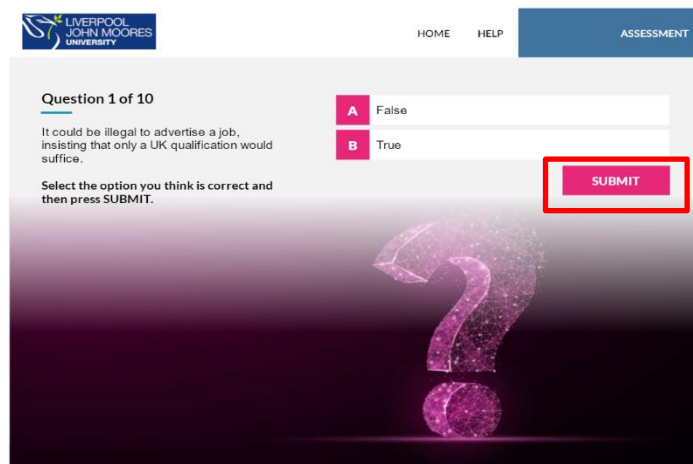 LIVERPOOL
JOHN MOORES
UNIVERSITY
HOME HELP ASSESSMENT
Question 1 of 10
It could be illegal to advertise a job,
insisting that only a UK qualification would
suffice.
Select the option you think is correct and
then press SUBMIT.
A False
B True
SUBMIT